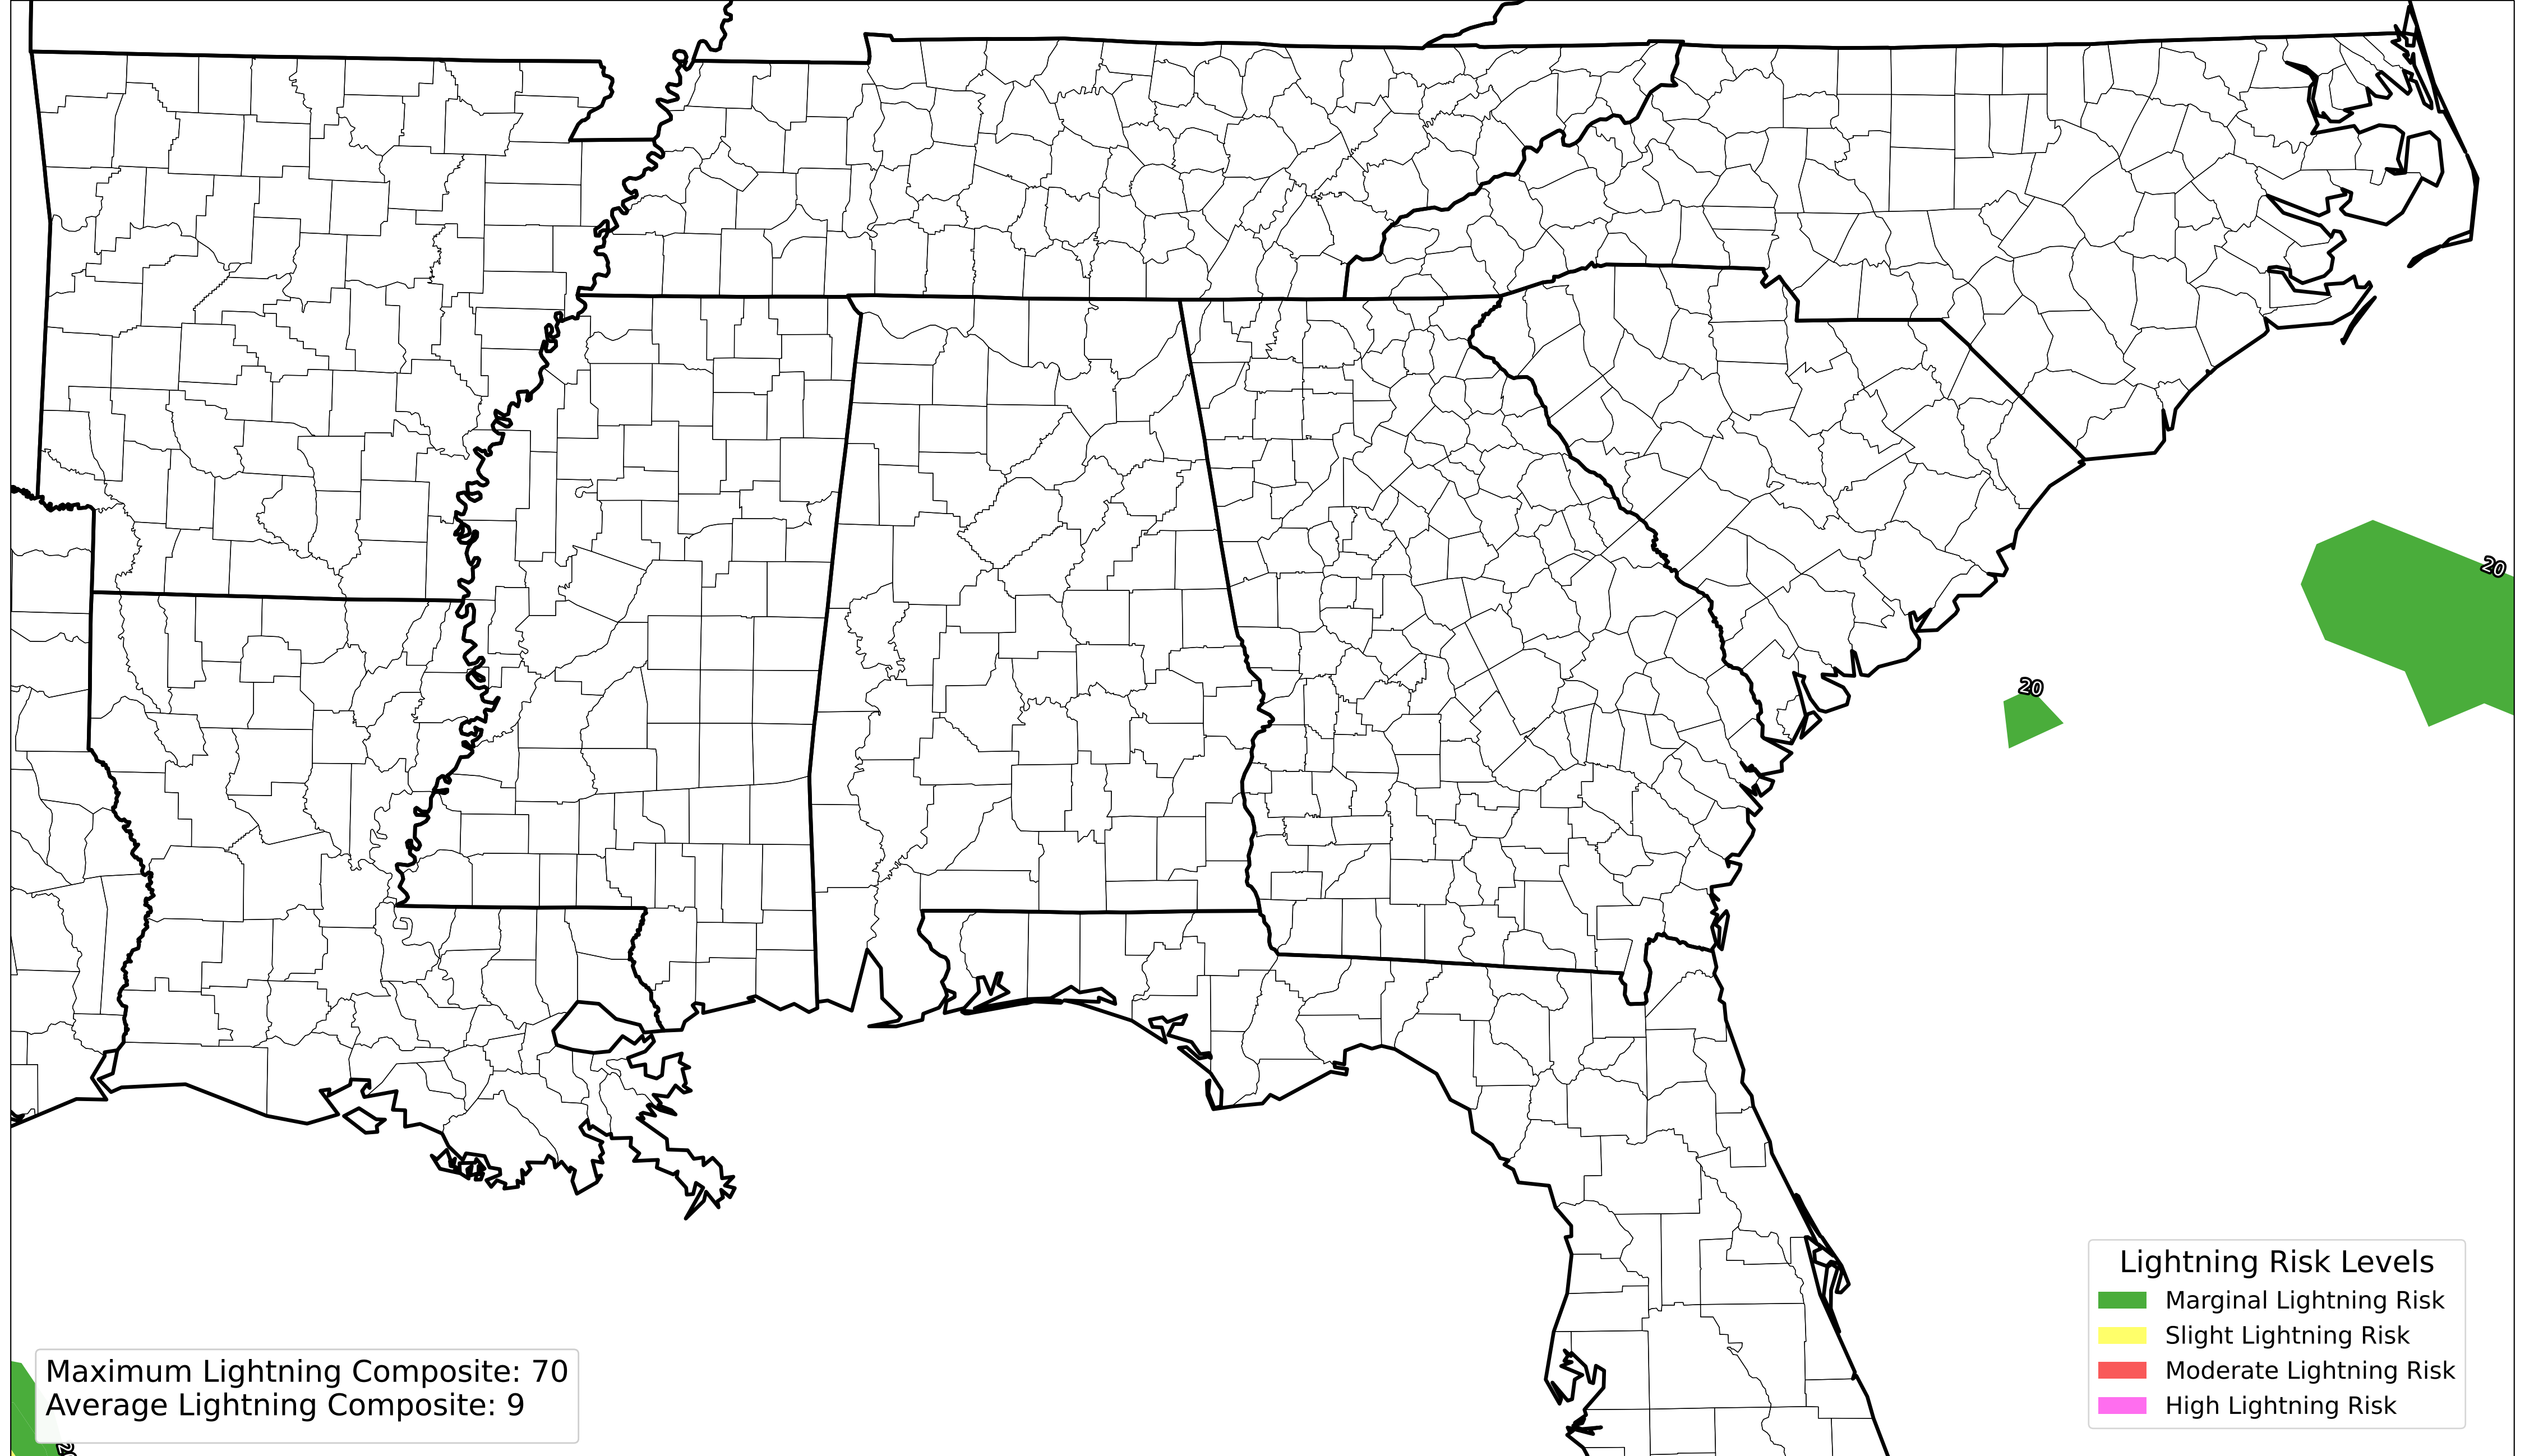 20
20
Lightning Risk Levels
Marginal Lightning Risk
Slight Lightning Risk
Moderate Lightning Risk
High Lightning Risk
Maximum Lightning Composite: 70
Average Lightning Composite: 9